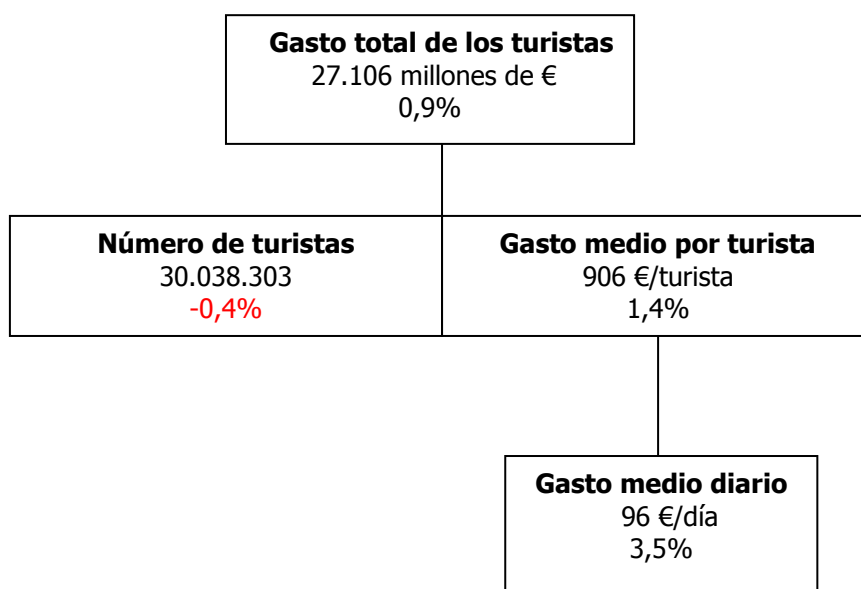 Gasto total de los turistas
27.106 millones de €
0,9%
Número de turistas
30.038.303
-0,4%
Gasto medio por turista
906 €/turista
1,4%
Gasto medio diario
96 €/día
3,5%